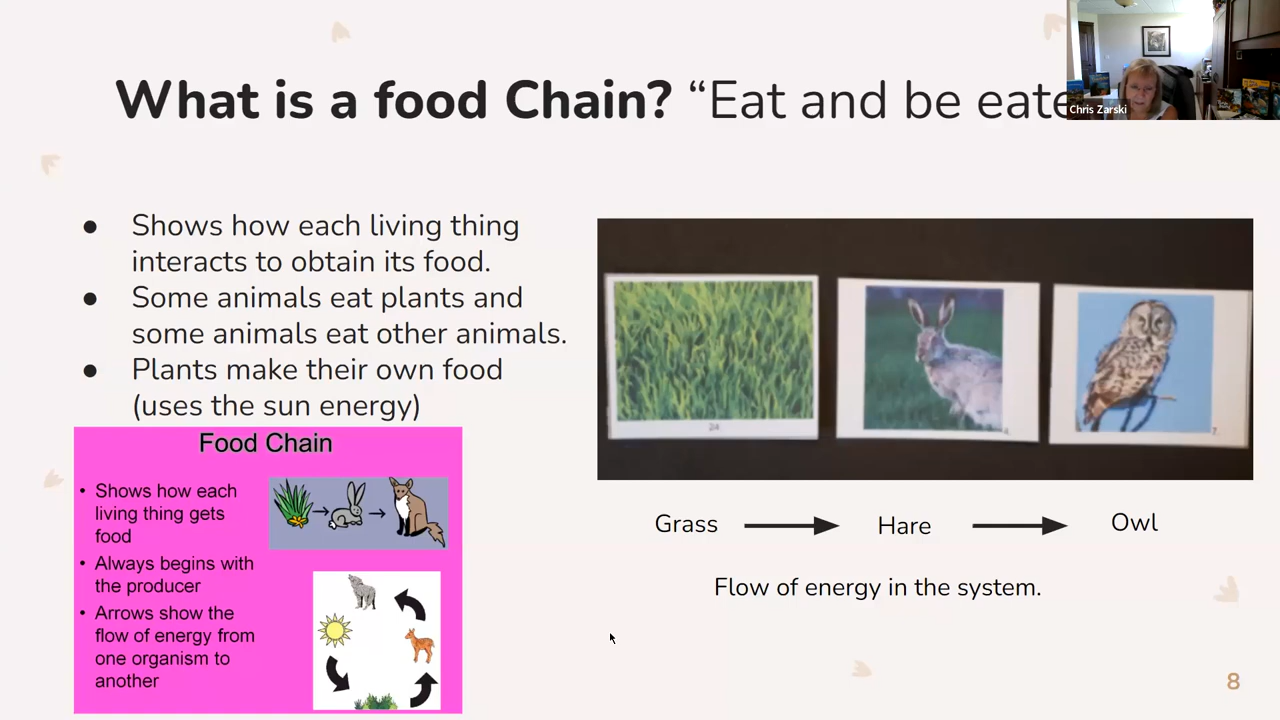 What is a food Chain? “Eat and be eate
Chris Zarski
● Shows how each living thing
interacts to obtain its food.
● Some animals eat plants and
some animals eat other animals.
● Plants make their own food
(uses the sun energy)
Food Chain
• Shows how each
living thing gets
food
• Always begins with
the producer
• Arrows show the
flow of energy from
one organism to
another
24
7
Grass
Hare
Owl
Flow of energy in the system.
8